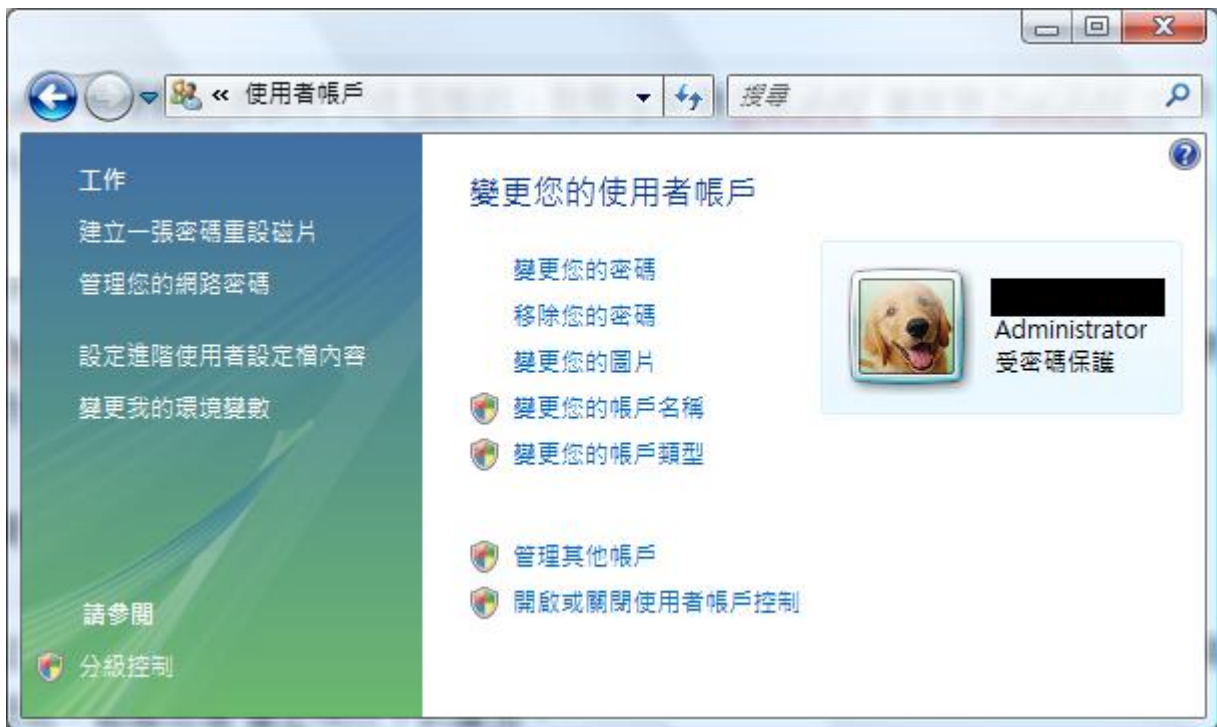 « 使用者帳戶
搜尋
工作
建立一張密碼重設磁片
管理您的網路密碼
設定進階使用者設定檔內容
變更我的環境變數
請參閱
分級控制
變更您的使用者帳戶
變更您的密碼
移除您的密碼
變更您的圖片
變更您的帳戶名稱
變更您的帳戶類型
管理其他帳戶
開啟或關閉使用者帳戶控制
Administrator
受密碼保護